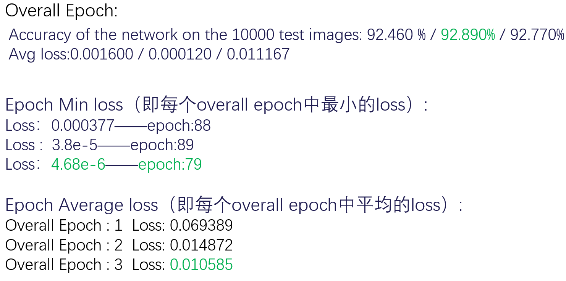 Overall Epoch:
Accuracy of the network on the 10000 test images: 92.460 % / 92.890% / 92.770%
Avg loss:0.001600 / 0.000120 / 0.011167
Epoch Min loss（即每个overall epoch中最小的loss）:
Loss: 0.000377——epoch:88
Loss : 3.8e-5——epoch:89
Loss: 4.68e-6——epoch:79
Epoch Average loss（即每个overall epoch中平均的loss）:
Overall Epoch : 1 Loss: 0.069389
Overall Epoch : 2 Loss: 0.014872
Overall Epoch : 3 Loss: 0.010585